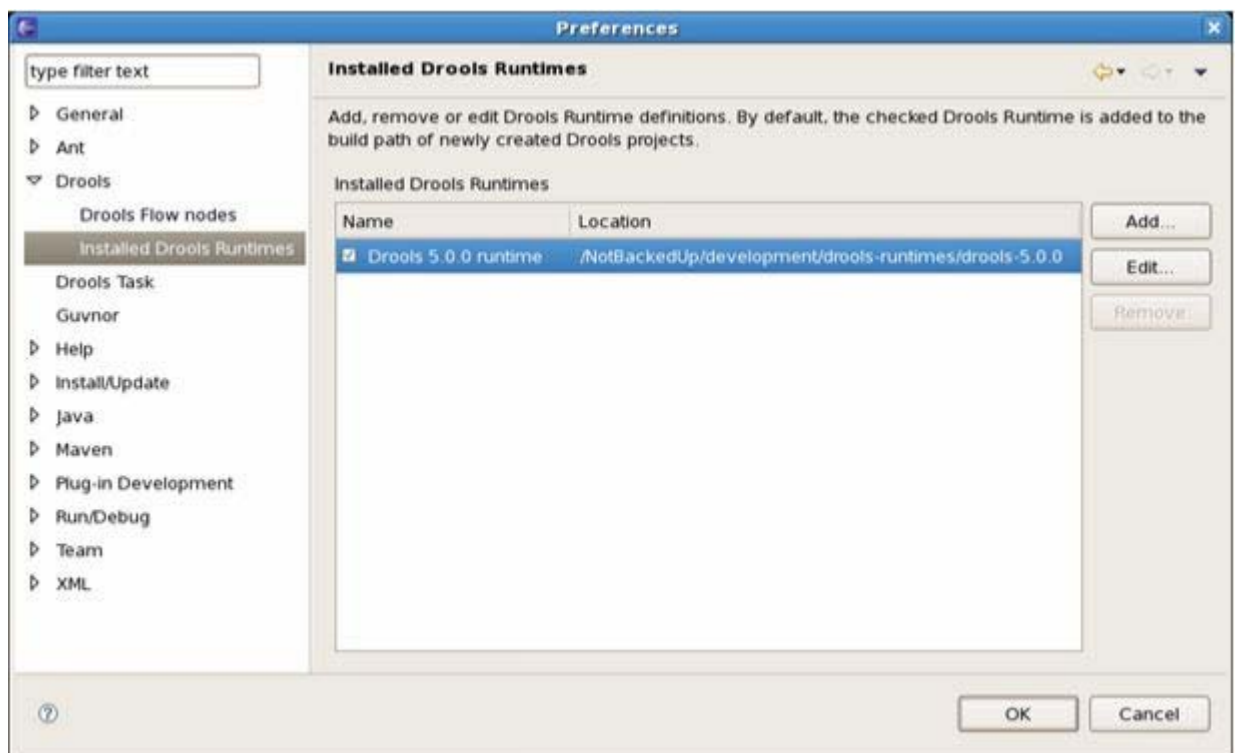 Preferences
type filter text
General
Ant
Drools
Drools Flow nodes
Installed Drools Runtimes
Drools Task
Guvnor
Help
Install/Update
Java
Maven
Plug-in Development
Run/Debug
Team
XML
Installed Drools Runtimes
Add, remove or edit Drools Runtime definitions. By default, the checked Drools Runtime is added to the
build path of newly created Drools projects.
Installed Drools Runtimes
Name Location
Drools 5.0.0 runtime /NotBackedUp/development/drools-runtimes/drools-5.0.0
Add...
Edit...
Remove
OK Cancel